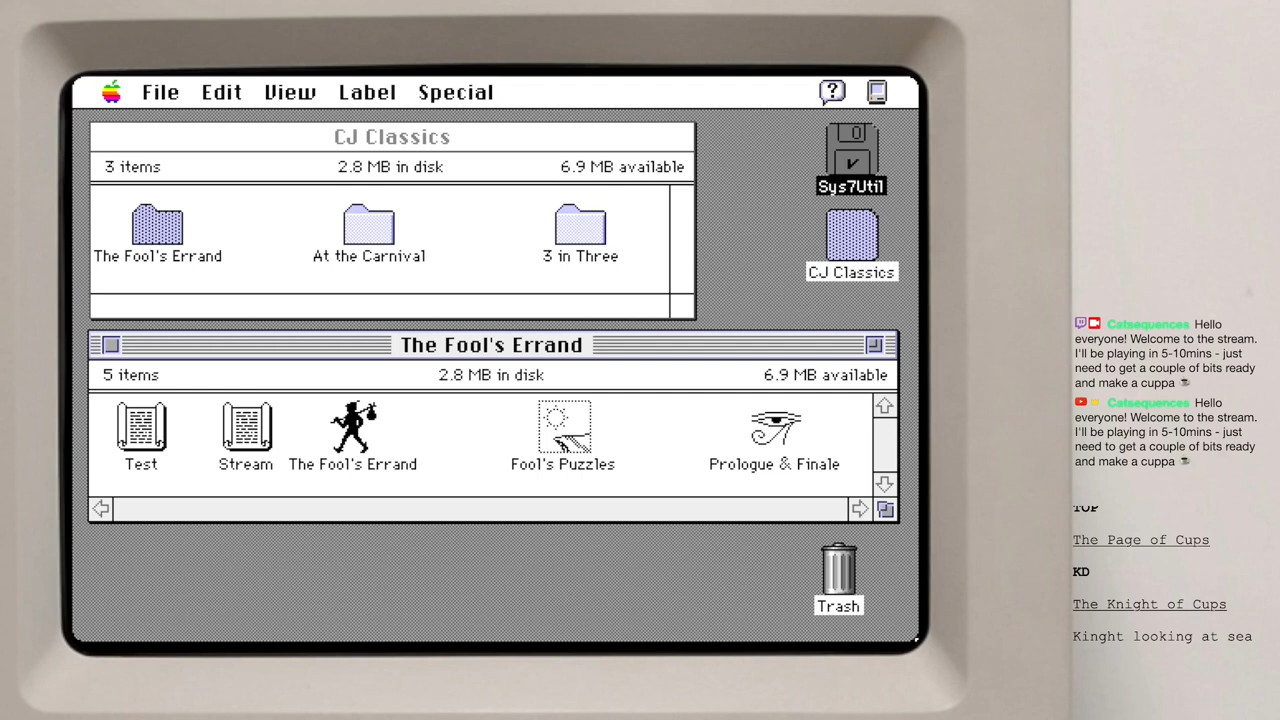 File Edit View Label Special
CJ Classics
3 items 2.8 MB in disk 6.9 MB available
The Fool's Errand At the Carnival 3 in Three
Sys7Util
CJ Classics
The Fool's Errand
5 items 2.8 MB in disk 6.9 MB available
Test Stream The Fool's Errand Fool's Puzzles Prologue & Finale
Trash
Catsequences Hello
everyone! Welcome to the stream.
I'll be playing in 5-10mins - just
need to get a couple of bits ready
and make a cuppa
Catsequences Hello
everyone! Welcome to the stream.
I'll be playing in 5-10mins - just
need to get a couple of bits ready
and make a cuppa
TOP
The Page of Cups
KD
The Knight of Cups
Kinght looking at sea